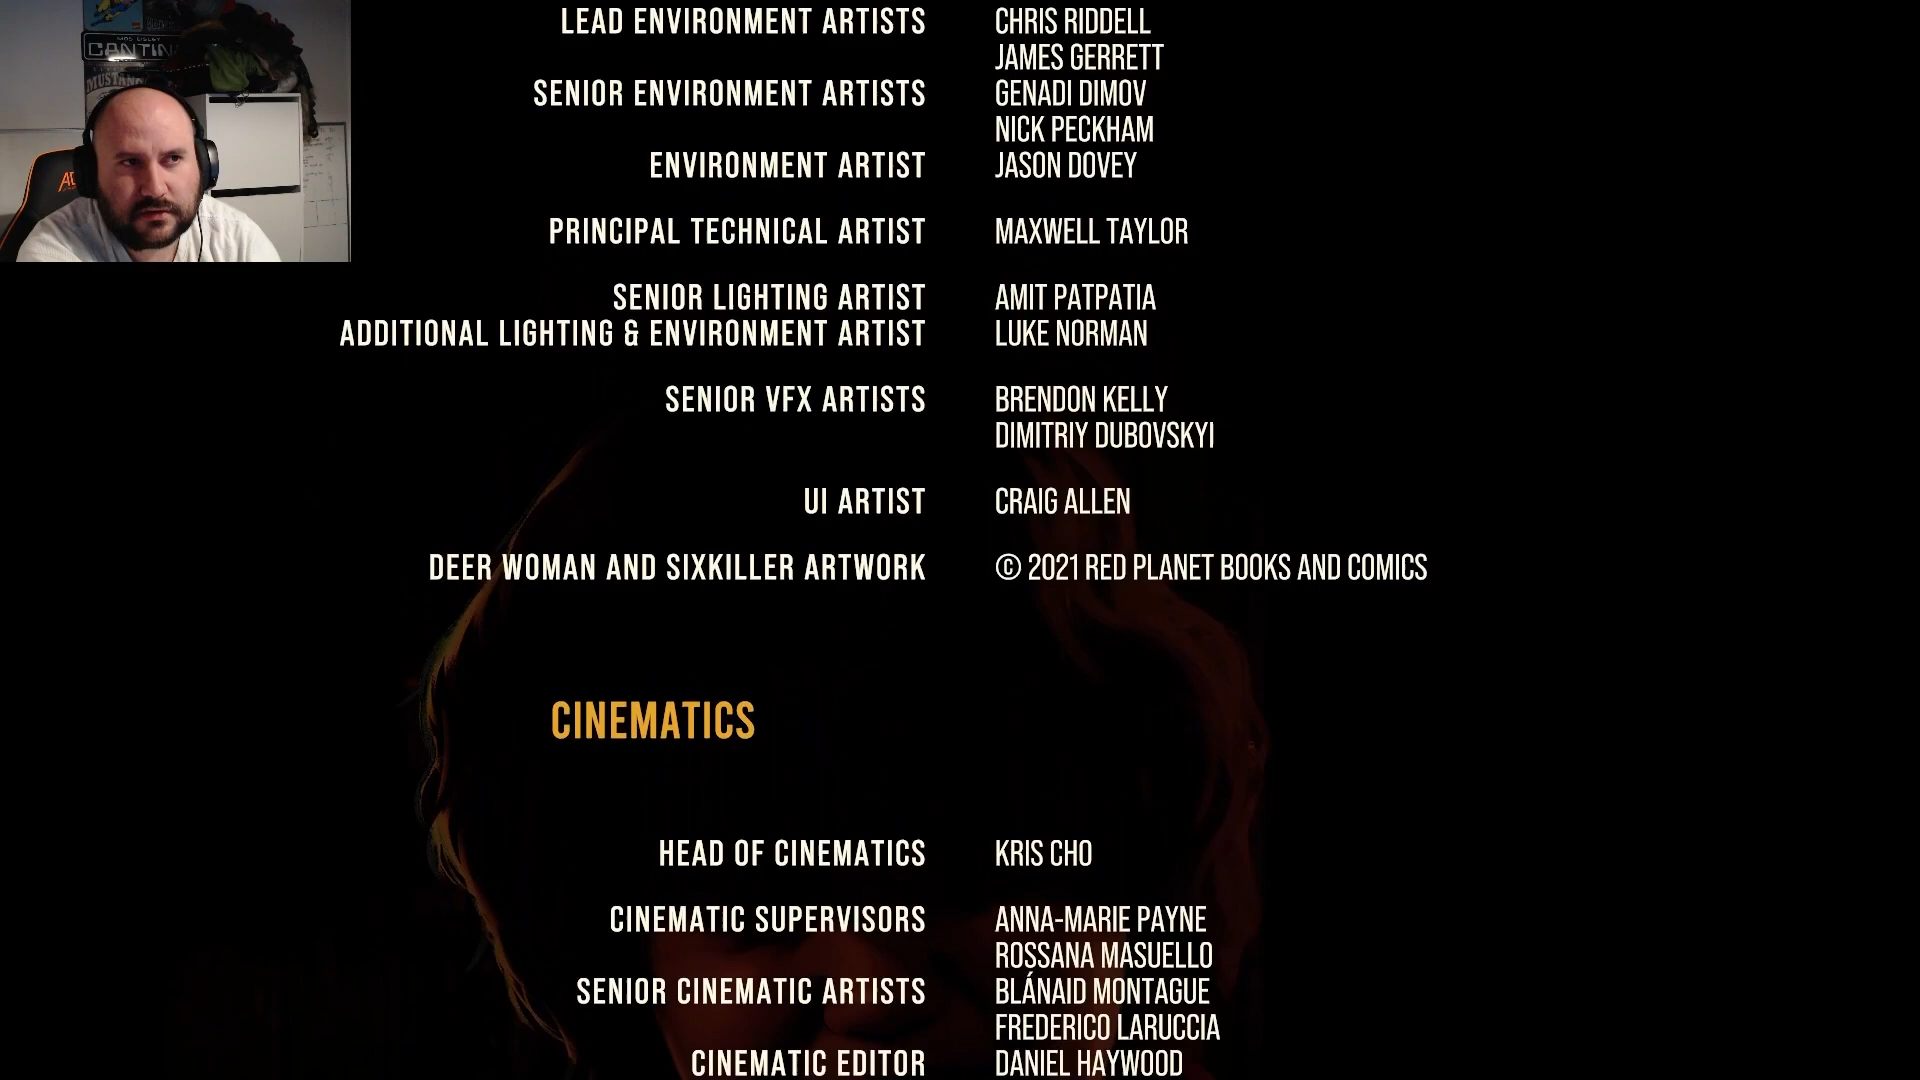 MOS EISLEY
CANTIN
MUSTANG
LEAD ENVIRONMENT ARTISTS CHRIS RIDDELL
JAMES GERRETT
SENIOR ENVIRONMENT ARTISTS GENADI DIMOV
NICK PECKHAM
ENVIRONMENT ARTIST JASON DOVEY
PRINCIPAL TECHNICAL ARTIST MAXWELL TAYLOR
SENIOR LIGHTING ARTIST AMIT PATPATIA
ADDITIONAL LIGHTING & ENVIRONMENT ARTIST LUKE NORMAN
SENIOR VFX ARTISTS BRENDON KELLY
DIMITRIY DUBOVSKYI
UI ARTIST CRAIG ALLEN
DEER WOMAN AND SIXKILLER ARTWORK © 2021 RED PLANET BOOKS AND COMICS
CINEMATICS
HEAD OF CINEMATICS KRIS CHO
CINEMATIC SUPERVISORS ANNA-MARIE PAYNE
ROSSANA MASUELLO
SENIOR CINEMATIC ARTISTS BLÁNAID MONTAGUE
FREDERICO LARUCCIA
CINEMATIC EDITOR DANIEL HAYWOOD